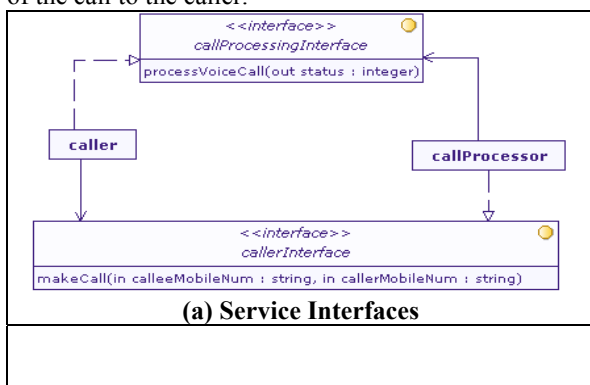 of the call to the caller.
<<interface>>
callProcessingInterface
processVoiceCall(out status : integer)
caller
callProcessor
<<interface>>
callerInterface
makeCall(in calleeMobileNum : string, in callerMobileNum : string)
(a) Service Interfaces